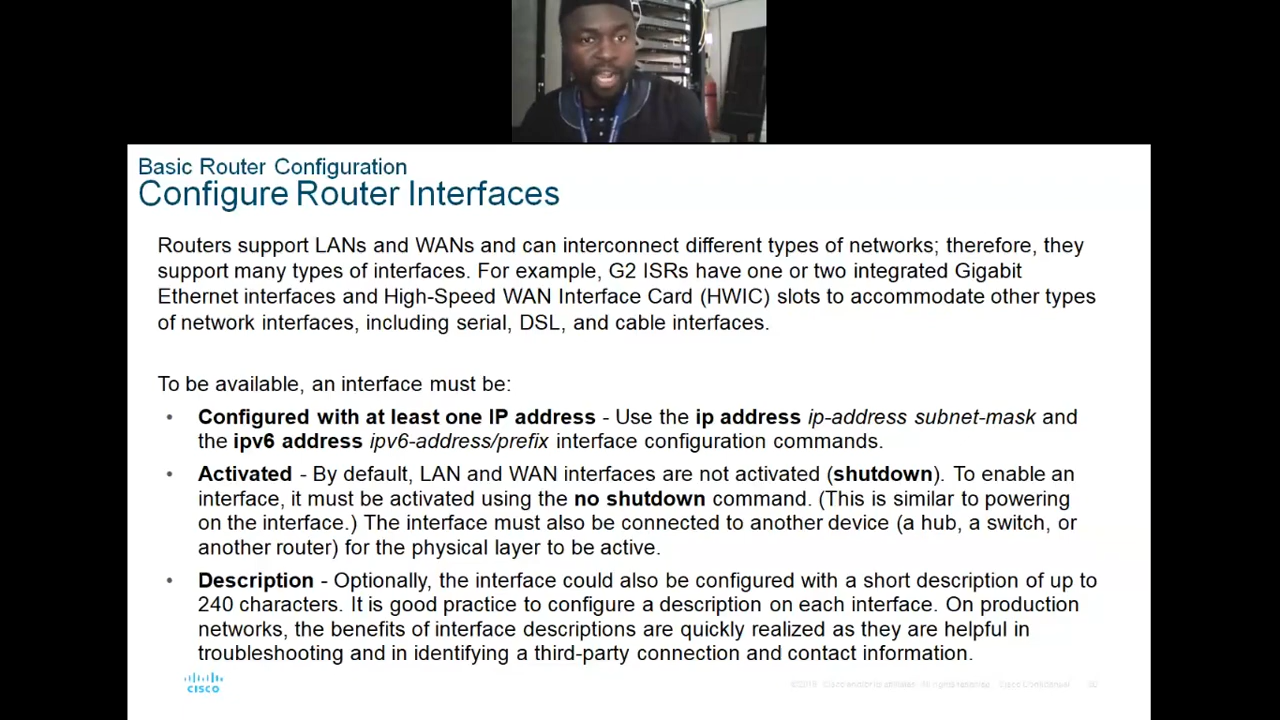 Basic Router Configuration
Configure Router Interfaces
Routers support LANs and WANs and can interconnect different types of networks; therefore, they
support many types of interfaces. For example, G2 ISRs have one or two integrated Gigabit
Ethernet interfaces and High-Speed WAN Interface Card (HWIC) slots to accommodate other types
of network interfaces, including serial, DSL, and cable interfaces.
To be available, an interface must be:
• Configured with at least one IP address - Use the ip address ip-address subnet-mask and
the ipv6 address ipv6-address/prefix interface configuration commands.
• Activated - By default, LAN and WAN interfaces are not activated (shutdown). To enable an
interface, it must be activated using the no shutdown command. (This is similar to powering
on the interface.) The interface must also be connected to another device (a hub, a switch, or
another router) for the physical layer to be active.
• Description - Optionally, the interface could also be configured with a short description of up to
240 characters. It is good practice to configure a description on each interface. On production
networks, the benefits of interface descriptions are quickly realized as they are helpful in
troubleshooting and in identifying a third-party connection and contact information.
CISCO